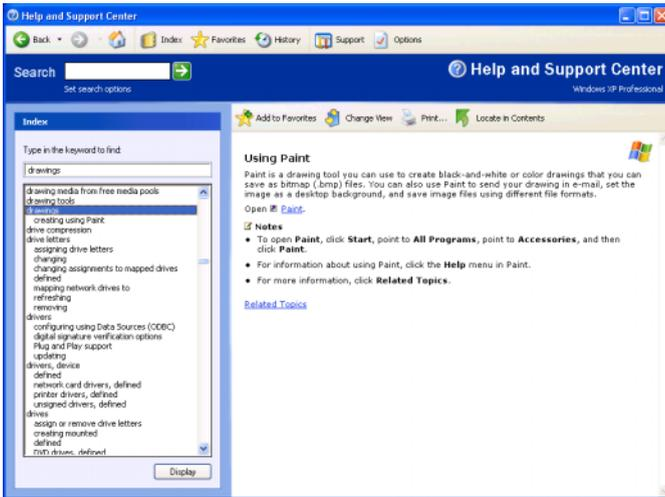 Help and Support Center
Back
Index
Favorites
History
Support
Options
Search
Set search options
Help and Support Center
Windows XP Professional
Index
Type in the keyword to find:
drawings
drawing media from free media pools
drawing tools
drawings
creating using Paint
drive compression
drive letters
assigning drive letters
changing
changing assignments to mapped drives
defined
mapping network drives to
refreshing
removing
drivers
configuring using Data Sources (ODBC)
digital signature verification options
Plug and Play support
updating
drivers, device
defined
network card drivers, defined
printer drivers, defined
unsigned drivers, defined
drives
assign or remove drive letters
creating mounted
defined
DVD drives, defined
Display
Add to Favorites
Change View
Print...
Locate in Contents
Using Paint
Paint is a drawing tool you can use to create black-and-white or color drawings that you can
save as bitmap (.bmp) files. You can also use Paint to send your drawing in e-mail, set the
image as a desktop background, and save image files using different file formats.
Open Paint.
Notes
• To open Paint, click Start, point to All Programs, point to Accessories, and then
click Paint.
• For information about using Paint, click the Help menu in Paint.
• For more information, click Related Topics.
Related Topics